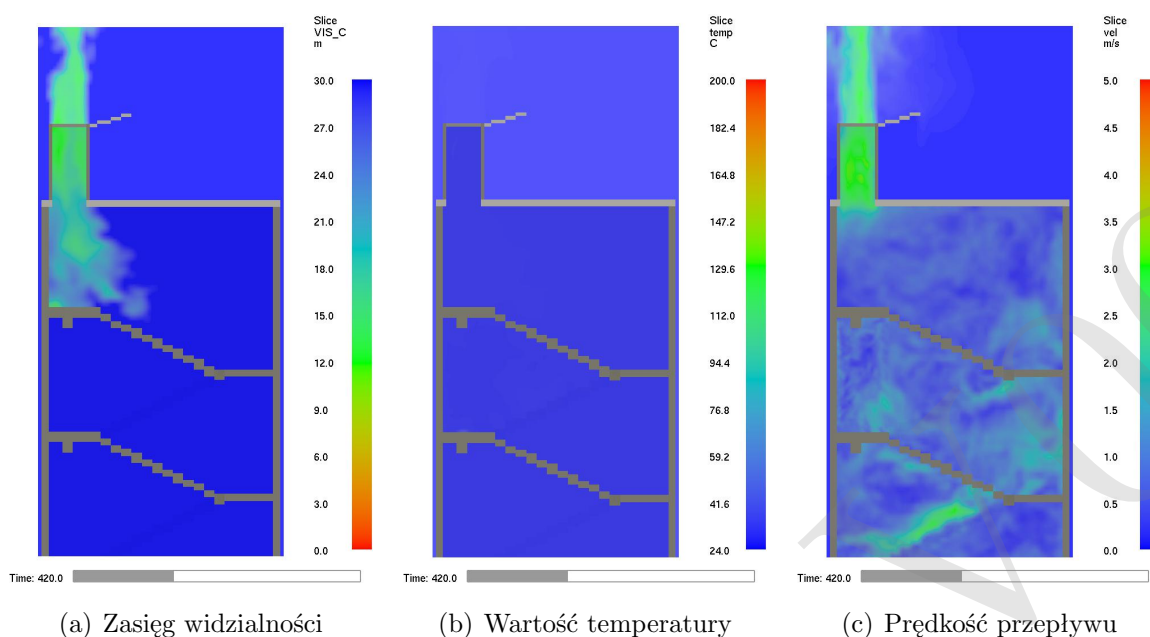 Slice
VIS_C
m
30.0
27.0
24.0
21.0
18.0
15.0
12.0
9.0
6.0
3.0
0.0
Time: 420.0
(a) Zasięg widzialności
Slice
temp
C
200.0
182.4
164.8
147.2
129.6
112.0
94.4
76.8
59.2
41.6
24.0
Time: 420.0
(b) Wartość temperatury
Slice
vel
m/s
5.0
4.5
4.0
3.5
3.0
2.5
2.0
1.5
1.0
0.5
0.0
Time: 420.0
(c) Prędkość przepływu